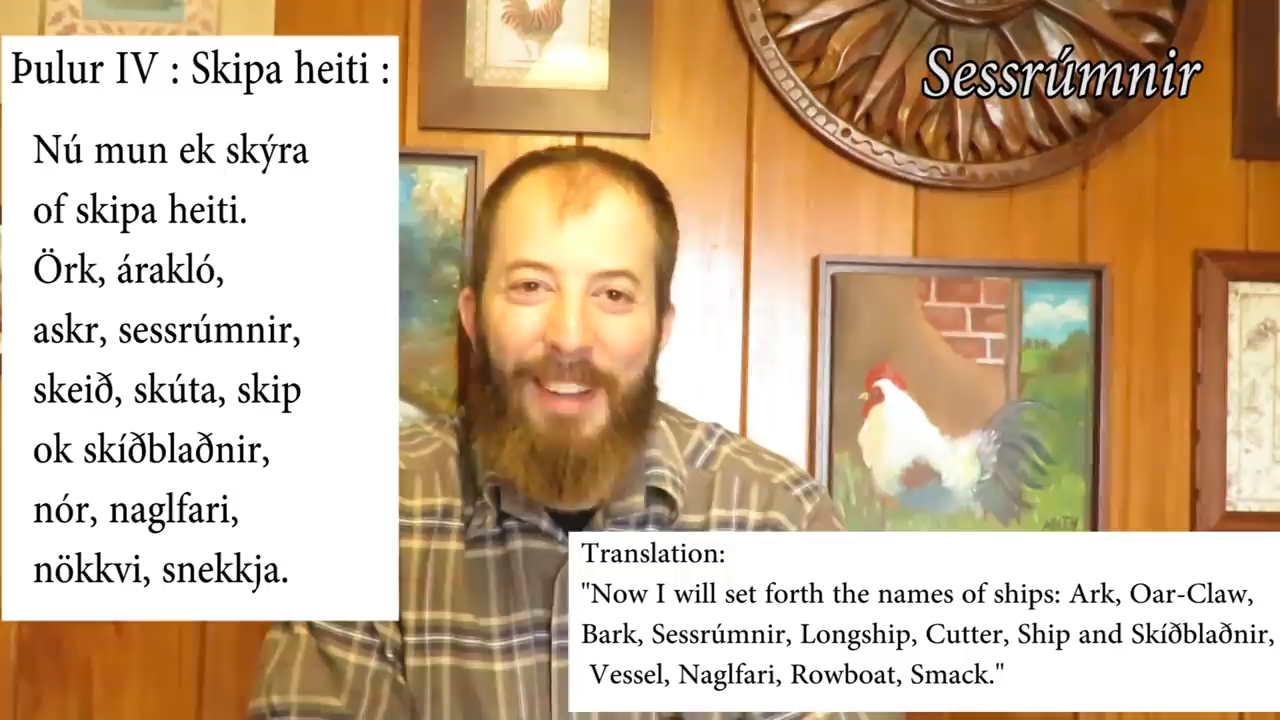 Þulur IV : Skipa heiti :
Nú mun ek skýra
of skipa heiti.
Örk, árakló,
askr, sessrúmnir,
skeið, skúta, skip
ok skíðblaðnir,
nór, naglfari,
nökkvi, snekkja.
Sessrúmnir
Translation:
"Now I will set forth the names of ships: Ark, Oar-Claw,
Bark, Sessrúmnir, Longship, Cutter, Ship and Skíðblaðnir,
Vessel, Naglfari, Rowboat, Smack."